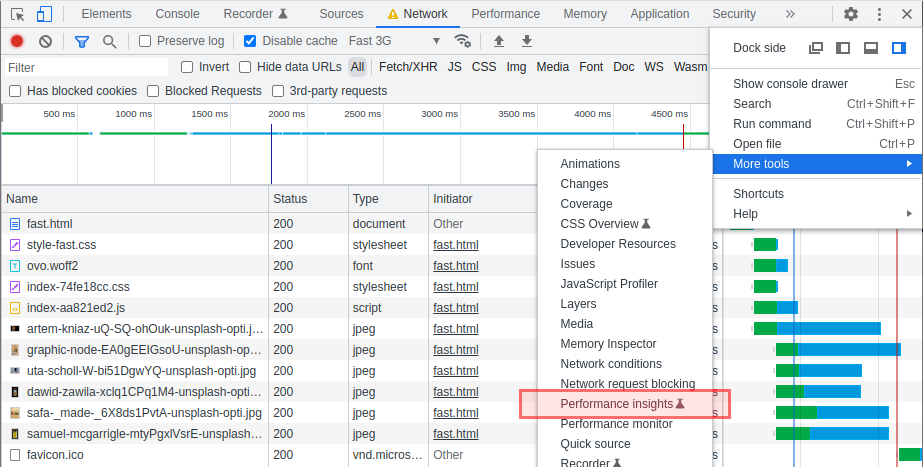 Elements Console Recorder Sources Network Performance Memory Application Security »
Preserve log Disable cache Fast 3G
Filter Invert Hide data URLs All Fetch/XHR JS CSS Img Media Font Doc WS Wasm
Has blocked cookies Blocked Requests 3rd-party requests
500 ms 1000 ms 1500 ms 2000 ms 2500 ms 3000 ms 3500 ms 4000 ms 4500 ms
Dock side
Show console drawer Esc
Search Ctrl+Shift+F
Run command Ctrl+Shift+P
Open file Ctrl+P
More tools
Shortcuts
Help
Animations
Changes
Coverage
CSS Overview
Developer Resources
Issues
JavaScript Profiler
Layers
Media
Memory Inspector
Network conditions
Network request blocking
Performance insights
Performance monitor
Quick source
Recorder
Name Status Type Initiator
fast.html 200 document Other
style-fast.css 200 stylesheet fast.html
ovo.woff2 200 font fast.html
index-74fe18cc.css 200 stylesheet fast.html
index-aa821ed2.js 200 script fast.html
artem-kniaz-uQ-SQ-ohOuk-unsplash-opti.j… 200 jpeg fast.html
graphic-node-EA0gEEIGsoU-unsplash-op… 200 jpeg fast.html
uta-scholl-W-bi51DgwYQ-unsplash-opti.jpg 200 jpeg fast.html
dawid-zawila-xclq1CPq1M4-unsplash-opti… 200 jpeg fast.html
safa-_made-_6X8ds1PvtA-unsplash-opti.jpg 200 jpeg fast.html
samuel-mcgarrigle-mtyPgxlVsrE-unsplash… 200 jpeg fast.html
favicon.ico 200 vnd.micros… Other